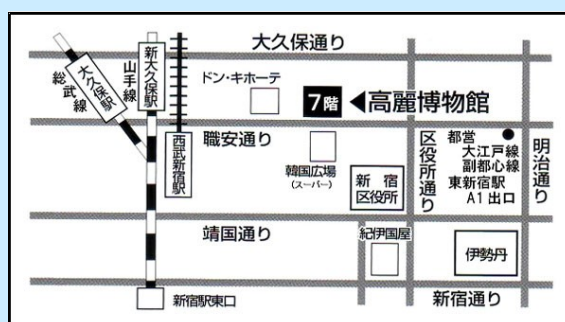 大久保通り
総武線
大久保駅
山手線
新大久保駅
ドン・キホーテ
7階
◀高麗博物館
西武新宿駅
職安通り
韓国広場
(スーパー)
新宿
区役所
区役所通り
都営
大江戸線
副都心線
東新宿駅
A1出口
明治通り
靖国通り
紀伊国屋
伊勢丹
新宿駅東口
新宿通り